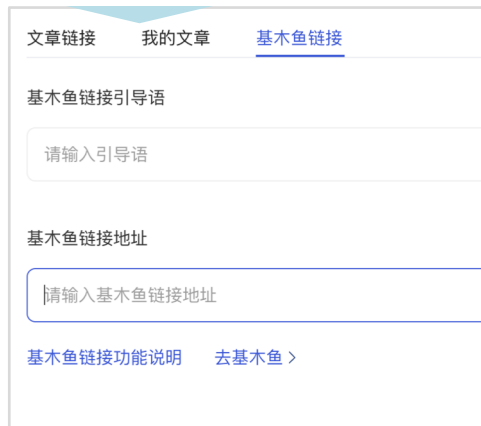 文章链接 我的文章 基木鱼链接
基木鱼链接引导语
请输入引导语
基木鱼链接地址
请输入基木鱼链接地址
基木鱼链接功能说明 去基木鱼 >